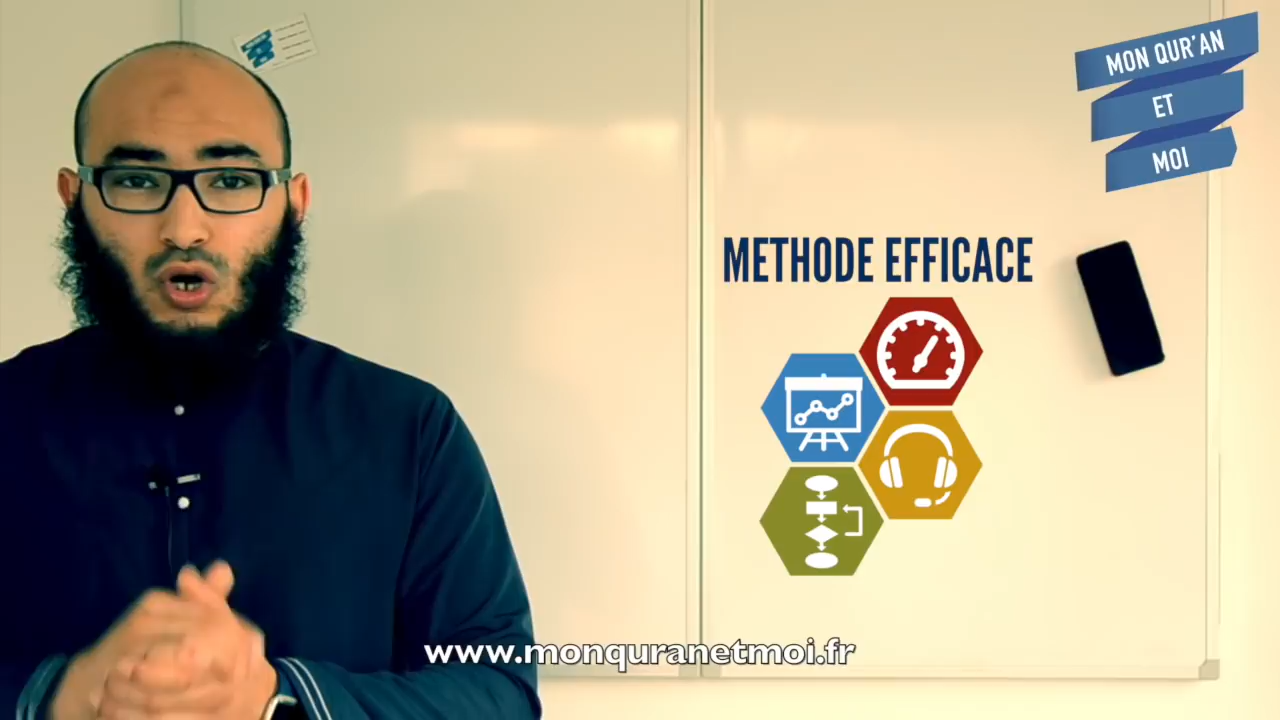 MON QUR'AN
ET
MOI
METHODE EFFICACE
www.monquranetmoi.fr